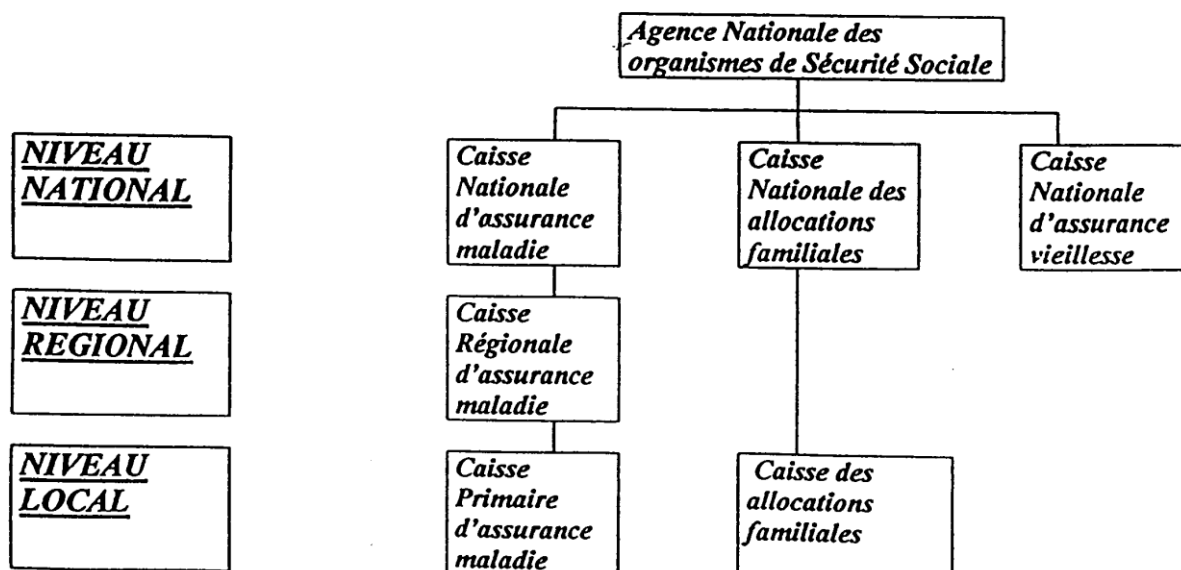 Agence Nationale des
organismes de Sécurité Sociale
NIVEAU
NATIONAL
Caisse
Nationale
d'assurance
maladie
Caisse
Nationale des
allocations
familiales
Caisse
Nationale
d'assurance
vieillesse
NIVEAU
REGIONAL
Caisse
Régionale
d'assurance
maladie
NIVEAU
LOCAL
Caisse
Primaire
d'assurance
maladie
Caisse des
allocations
familiales